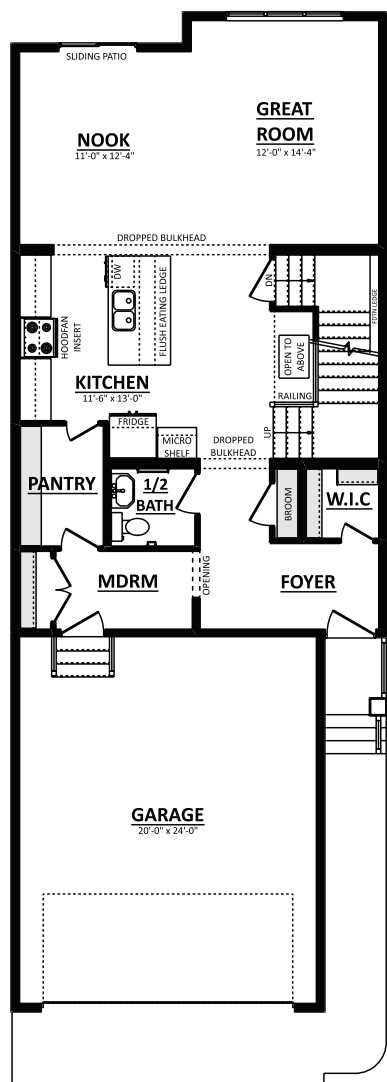 SLIDING PATIO
NOOK
11'-0" x 12'-4"
GREAT
ROOM
12'-0" x 14'-4"
DROPPED BULKHEAD
DW
FLUSH EATING LEDGE
HOODFAN
INSERT
DN
FDTN LEDGE
OPEN TO
ABOVE
RAILING
KITCHEN
11'-6" x 13'-0"
FRIDGE
MICRO
SHELF
UP
DROPPED
BULKHEAD
PANTRY
1/2
BATH
BROOM
W.I.C
MDRM
OPENING
FOYER
GARAGE
20'-0" x 24'-0"